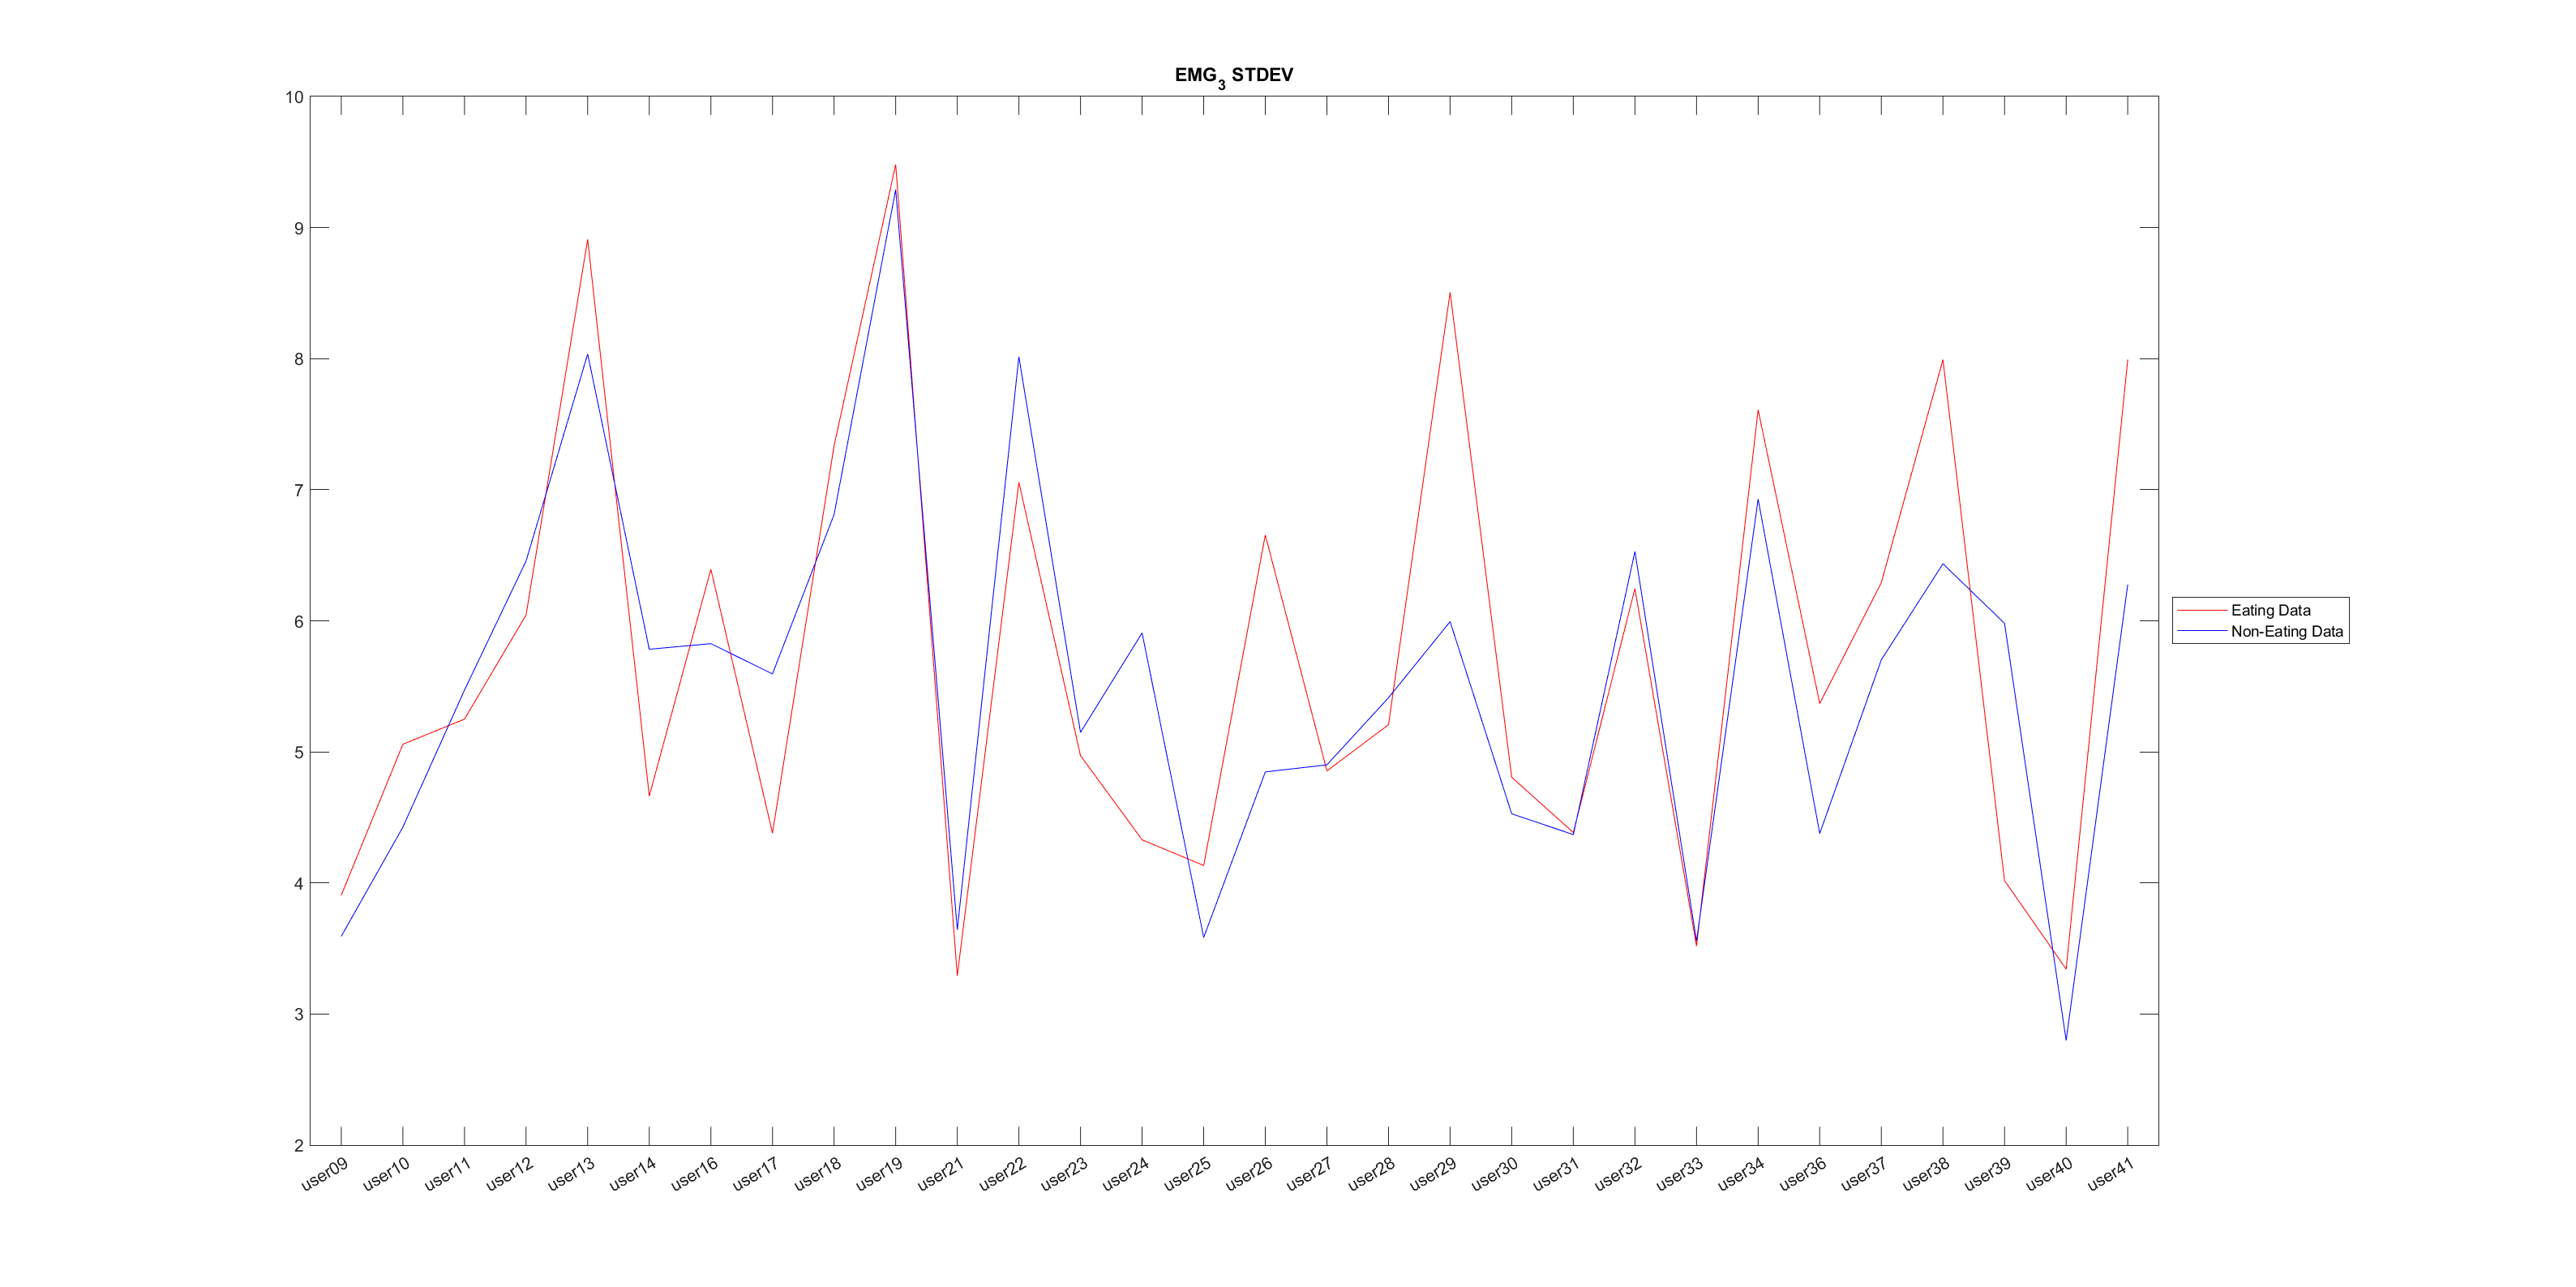 EMG3 STDEV
10
9
8
7
6
5
4
3
2
user09 user10 user11 user12 user13 user14 user16 user17 user18 user19 user21 user22 user23 user24 user25 user26 user27 user28 user29 user30 user31 user32 user33 user34 user36 user37 user38 user39 user40 user41
Eating Data
Non-Eating Data